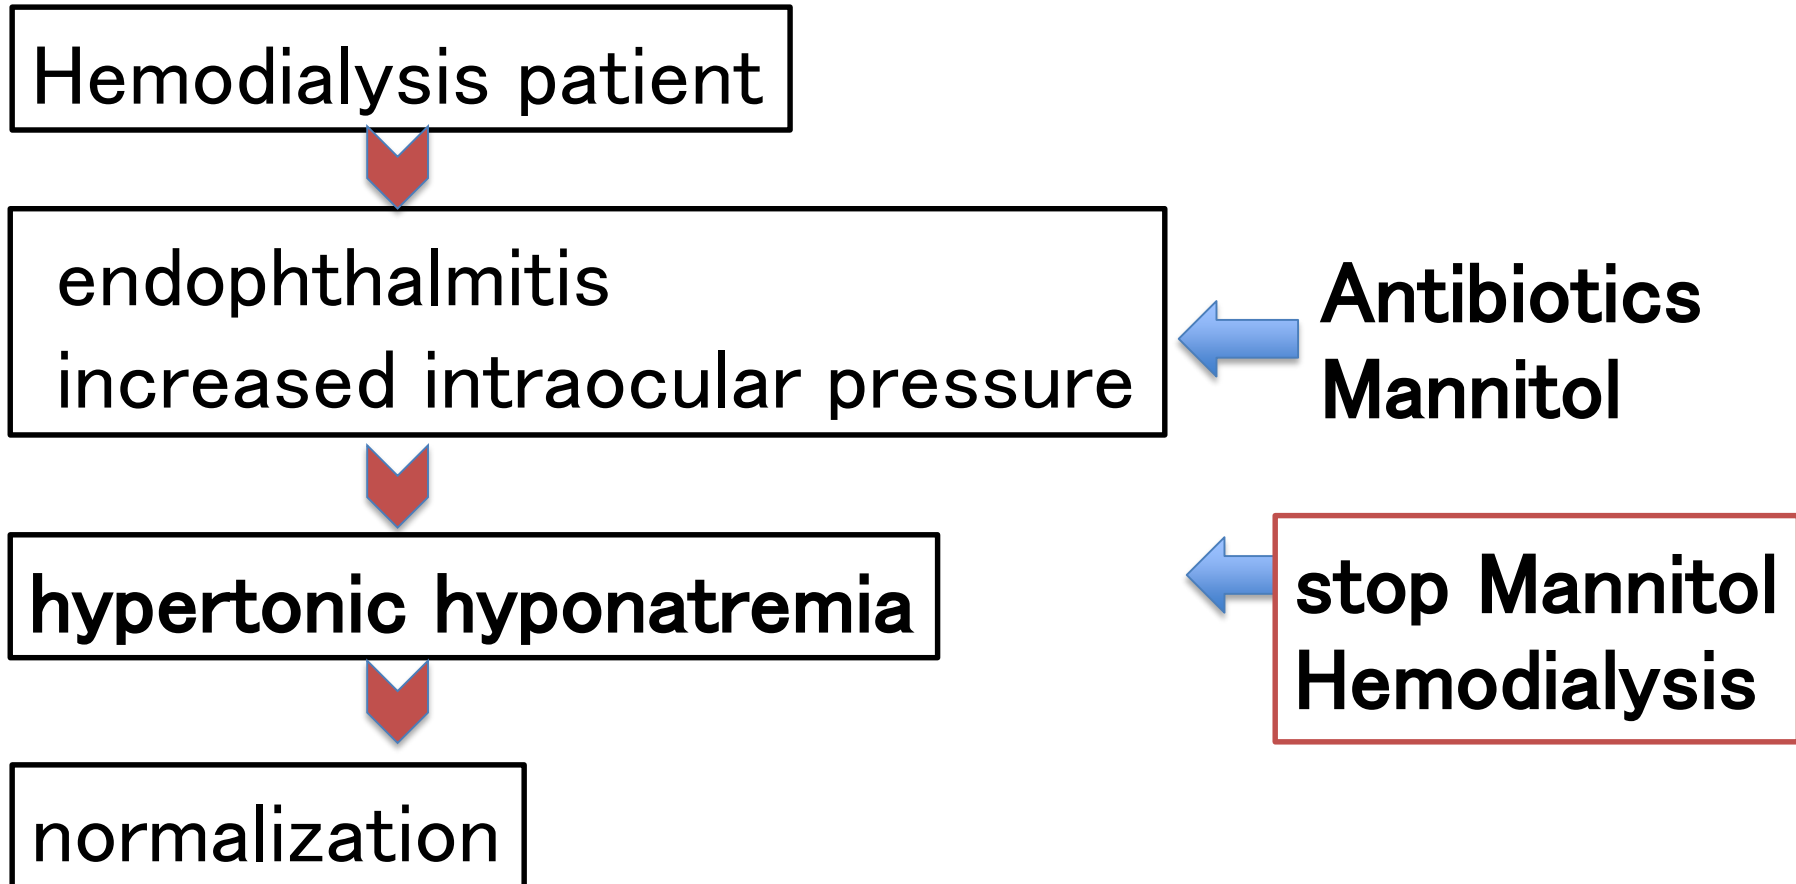 Hemodialysis patient
endophthalmitis
increased intraocular pressure
Antibiotics
Mannitol
hypertonic hyponatremia
stop Mannitol
Hemodialysis
normalization